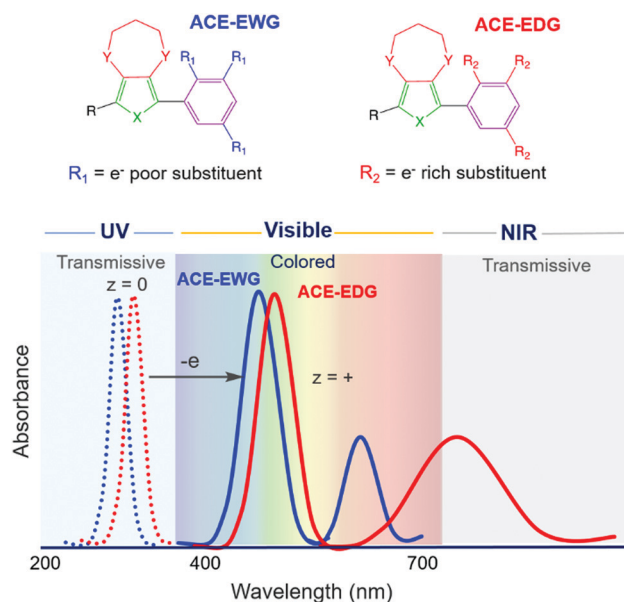 ACE-EWG
ACE-EDG
Y Y
R₁ R₁
R X
R₁
Y Y
R₂ R₂
R X
R₂
R₁ = e⁻ poor substituent
R₂ = e⁻ rich substituent
UV
Visible
NIR
Transmissive
Colored
Transmissive
z = 0
ACE-EWG
ACE-EDG
-e
z = +
Absorbance
200 400 700
Wavelength (nm)